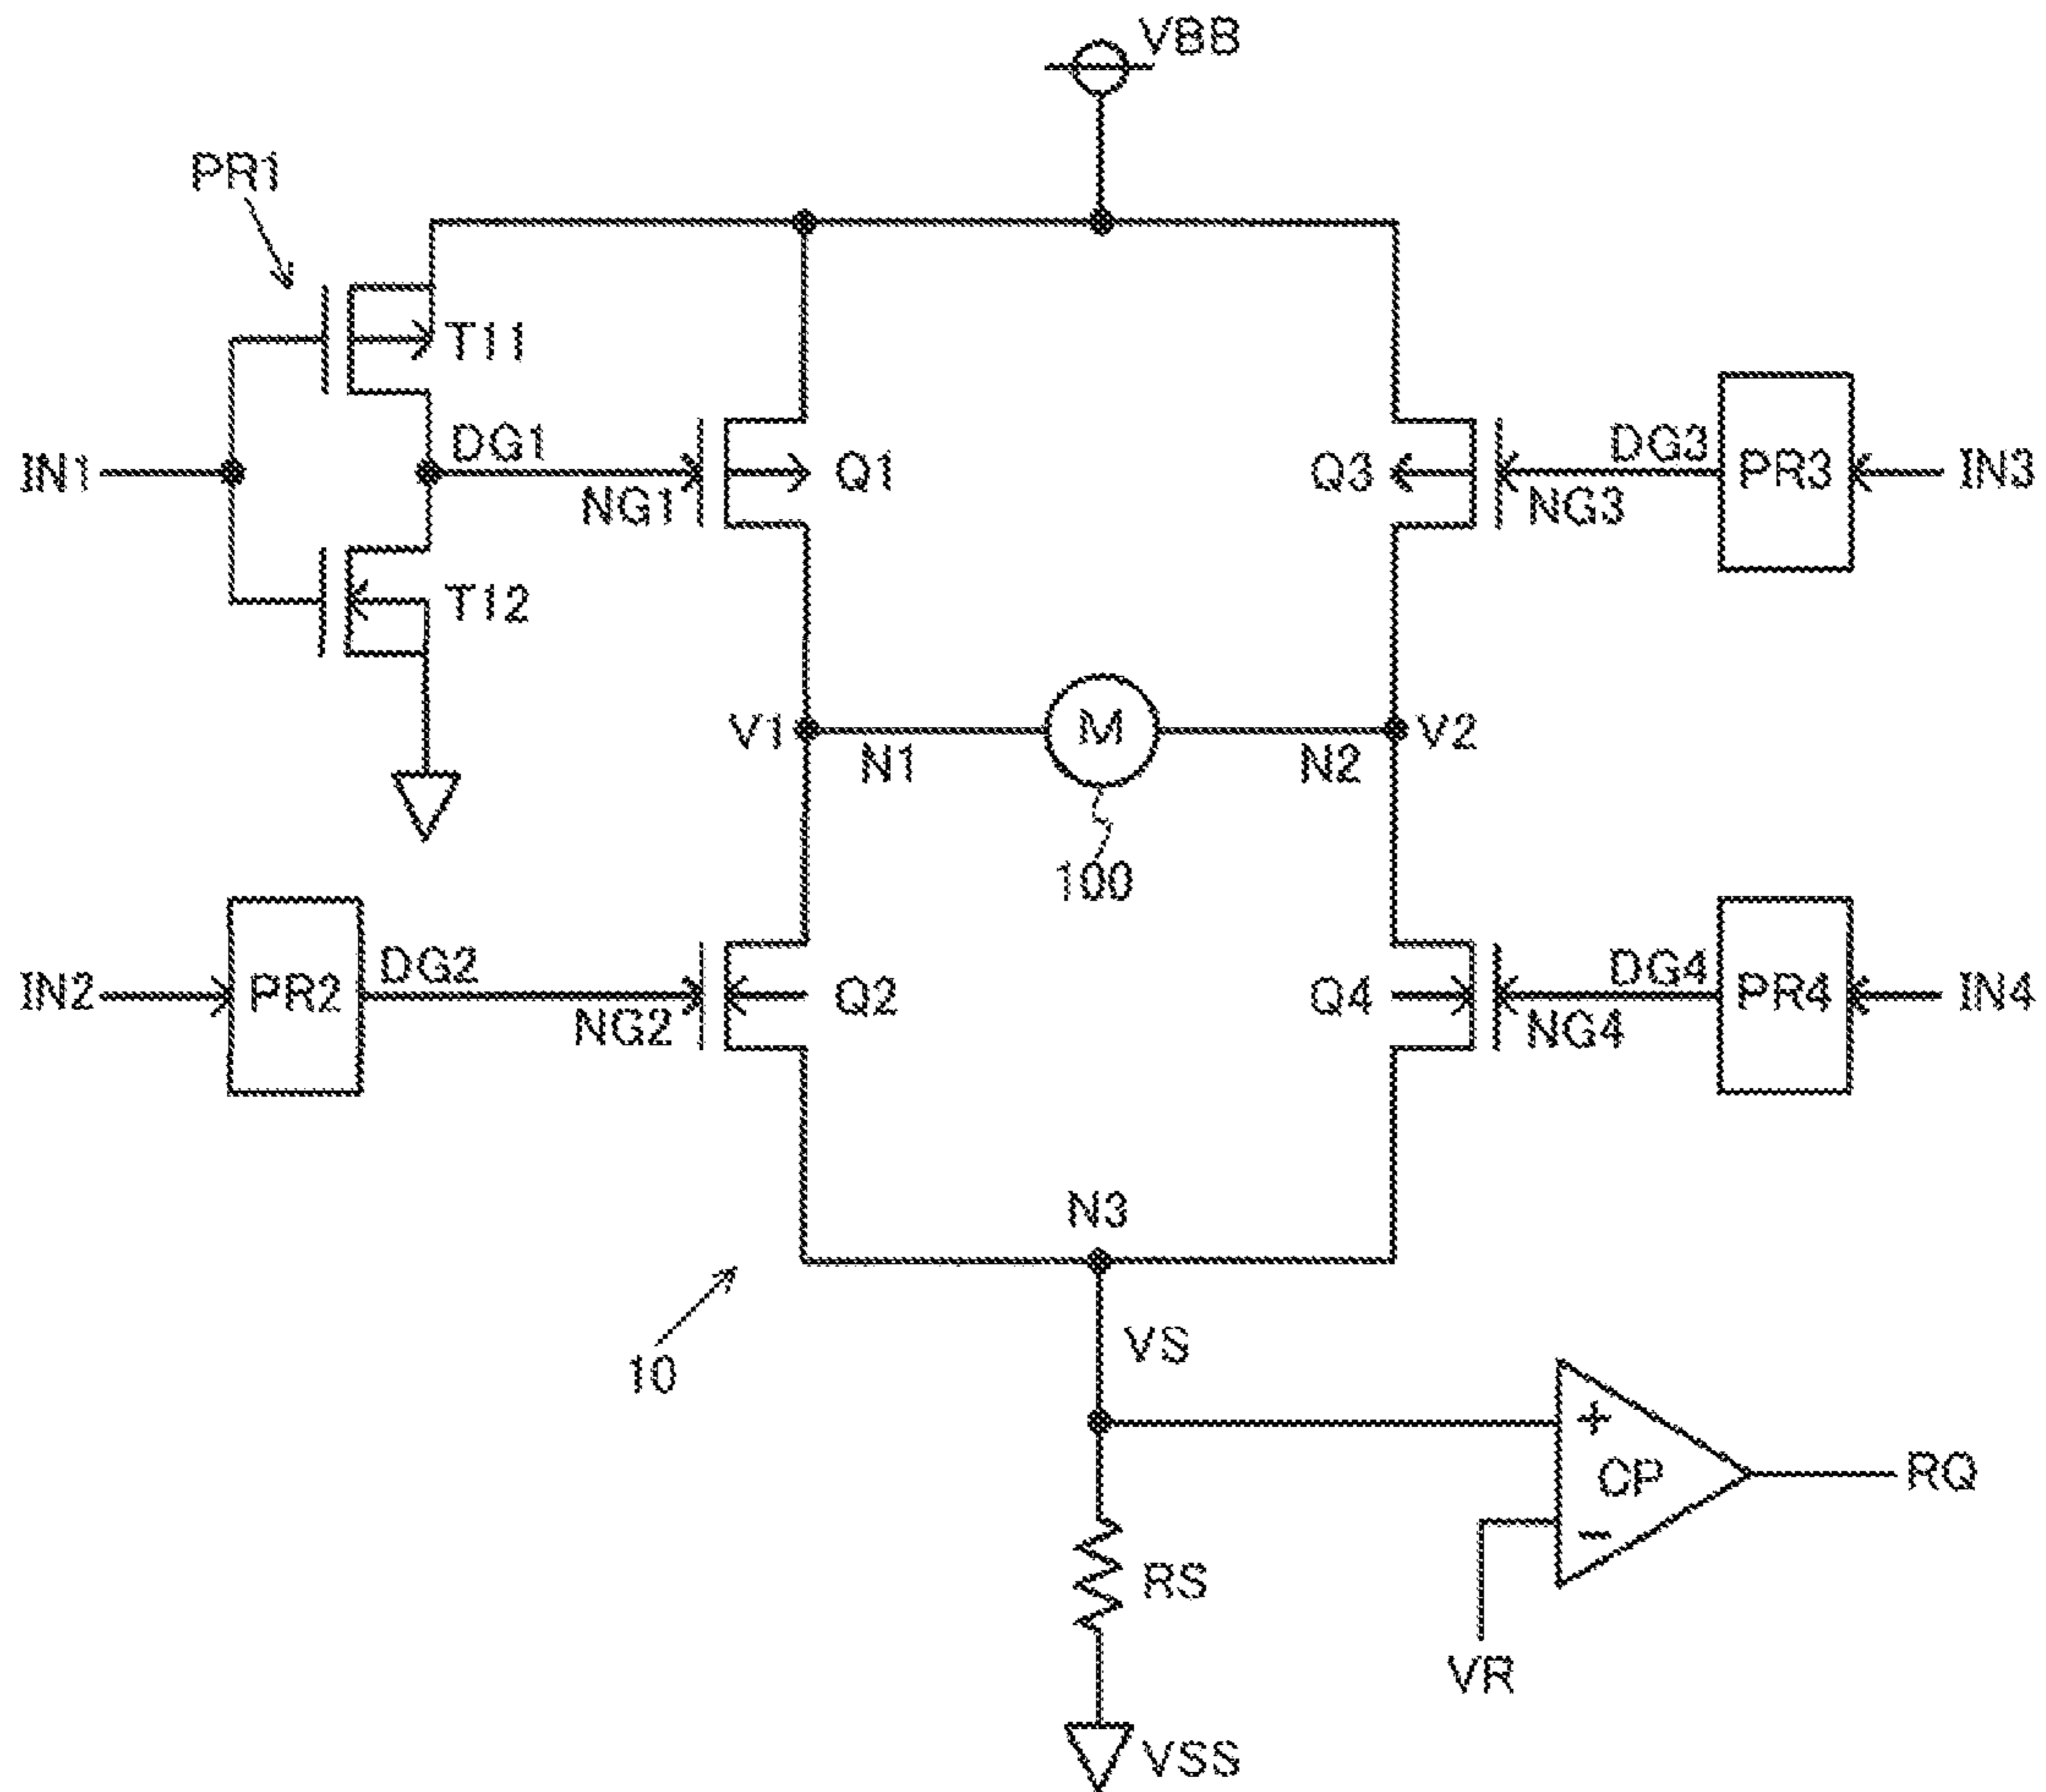 VBB
PR1
T11
DG1
IN1
NG1
Q1
Q3
DG3
NG3
PR3
IN3
T12
V1
N1
M
N2
V2
100
IN2
PR2
DG2
NG2
Q2
Q4
DG4
NG4
PR4
IN4
N3
10
VS
+
CP
-
RQ
RS
VR
VSS